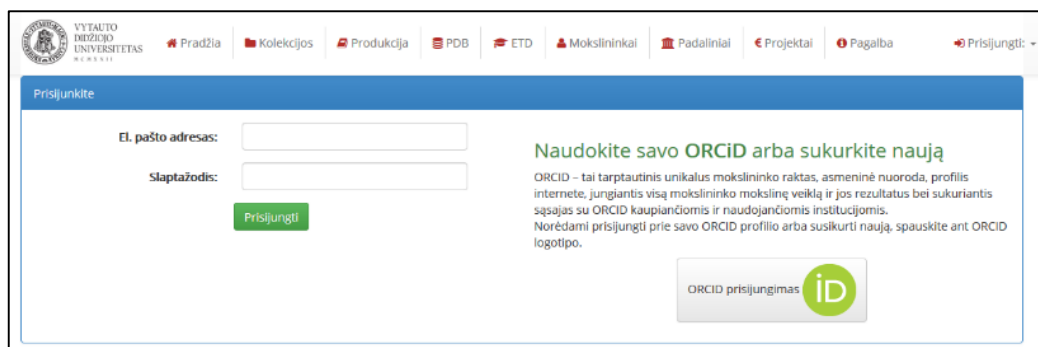 VYTAUTO
DIDŽIOJO
UNIVERSITETAS
MCMXXII
Pradžia
Kolekcijos
Produkcija
PDB
ETD
Mokslininkai
Padaliniai
Projektai
Pagalba
Prisijungti:
Prisijunkite
El. pašto adresas:
Slaptažodis:
Prisijungti
Naudokite savo ORCiD arba sukurkite naują
ORCID – tai tarptautinis unikalus mokslininko raktas, asmeninė nuoroda, profilis
internete, jungiantis visą mokslininko mokslinę veiklą ir jos rezultatus bei sukuriantis
sąsajas su ORCID kaupiančiomis ir naudojančiomis institucijomis.
Norėdami prisijungti prie savo ORCID profilio arba susikurti naują, spauskite ant ORCID
logotipo.
ORCID prisijungimas iD